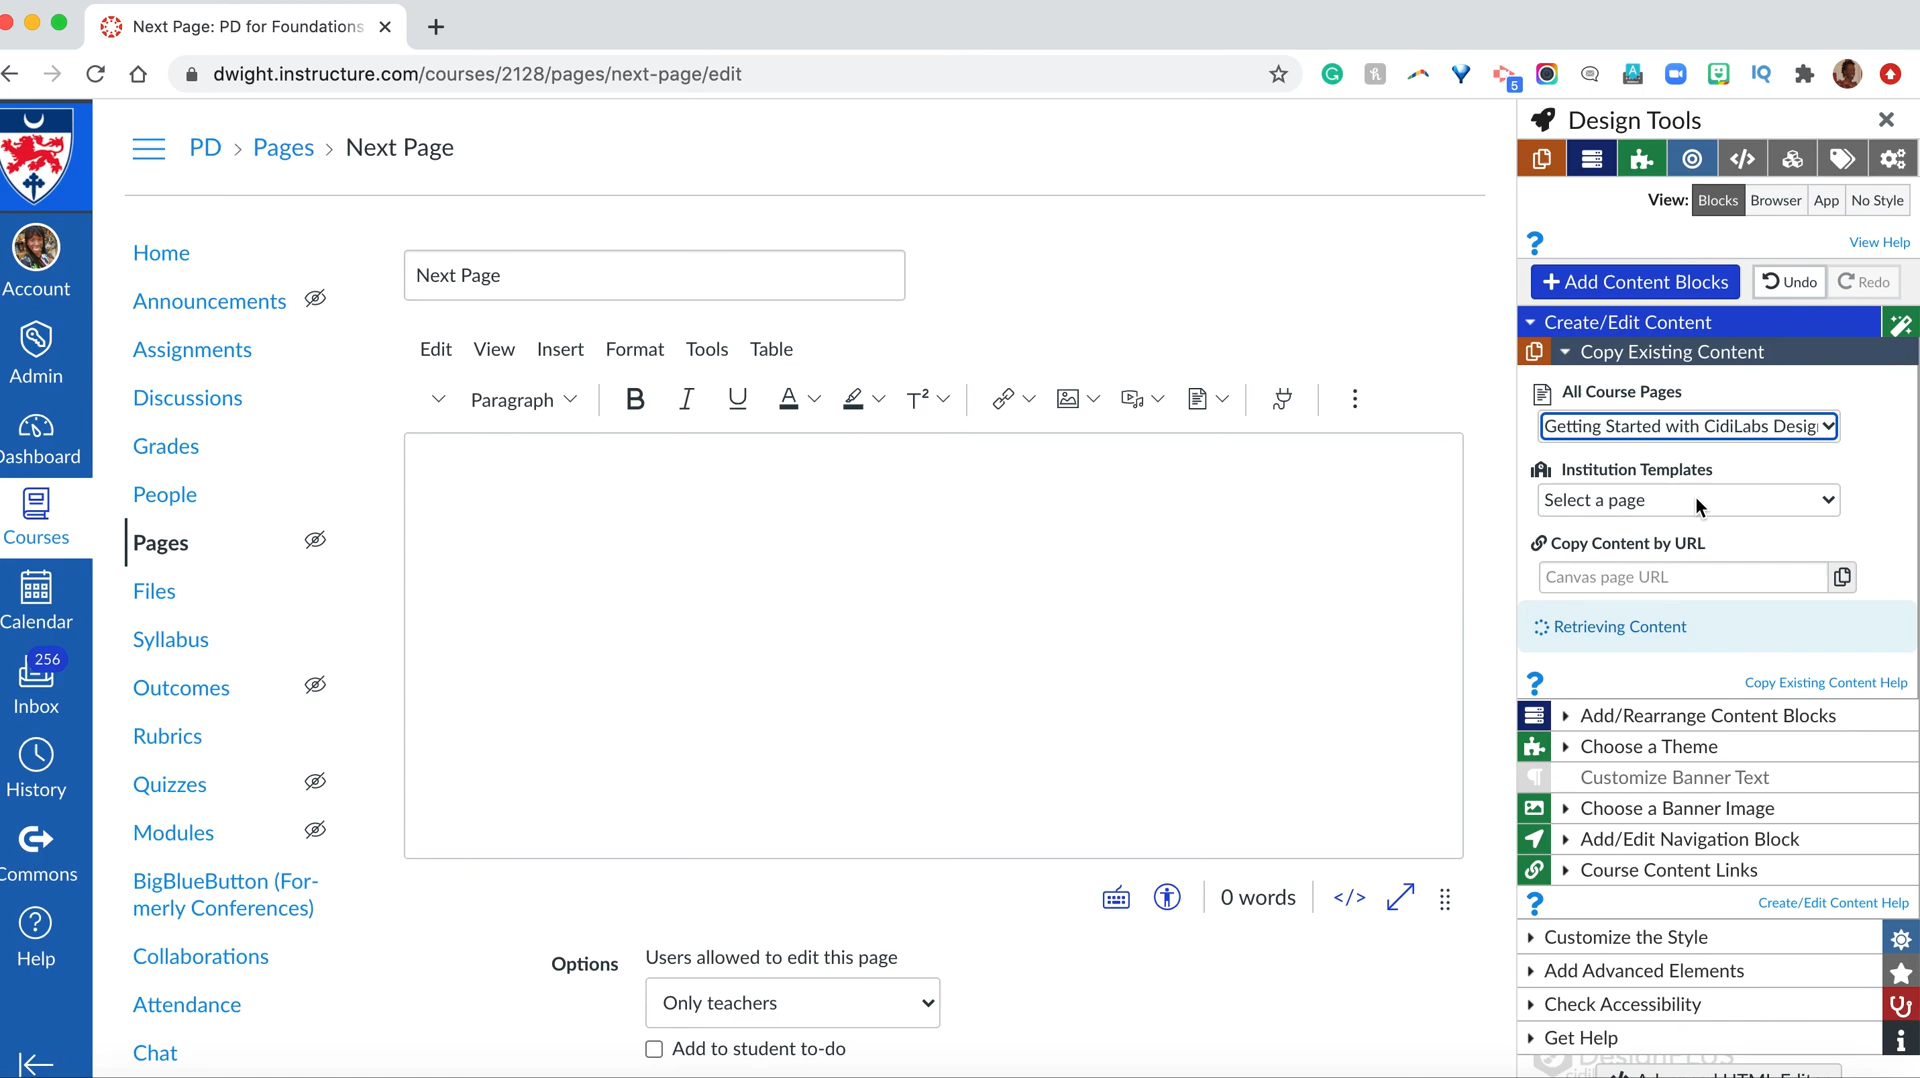 Next Page: PD for Foundations
dwight.instructure.com/courses/2128/pages/next-page/edit
5
IQ
Account
Admin
Dashboard
Courses
Calendar
256
Inbox
History
Commons
Help
PD > Pages > Next Page
Home
Announcements
Assignments
Discussions
Grades
People
Pages
Files
Syllabus
Outcomes
Rubrics
Quizzes
Modules
BigBlueButton (For-
merly Conferences)
Collaborations
Attendance
Chat
Next Page
Edit View Insert Format Tools Table
Paragraph B I U A T²
0 words </>
Options
Users allowed to edit this page
Only teachers
Add to student to-do
Design Tools
View: Blocks Browser App No Style
View Help
+ Add Content Blocks Undo Redo
Create/Edit Content
Copy Existing Content
All Course Pages
Getting Started with CidiLabs Desig
Institution Templates
Select a page
Copy Content by URL
Canvas page URL
Retrieving Content
Copy Existing Content Help
Add/Rearrange Content Blocks
Choose a Theme
Customize Banner Text
Choose a Banner Image
Add/Edit Navigation Block
Course Content Links
Create/Edit Content Help
Customize the Style
Add Advanced Elements
Check Accessibility
Get Help
DesignPLUS